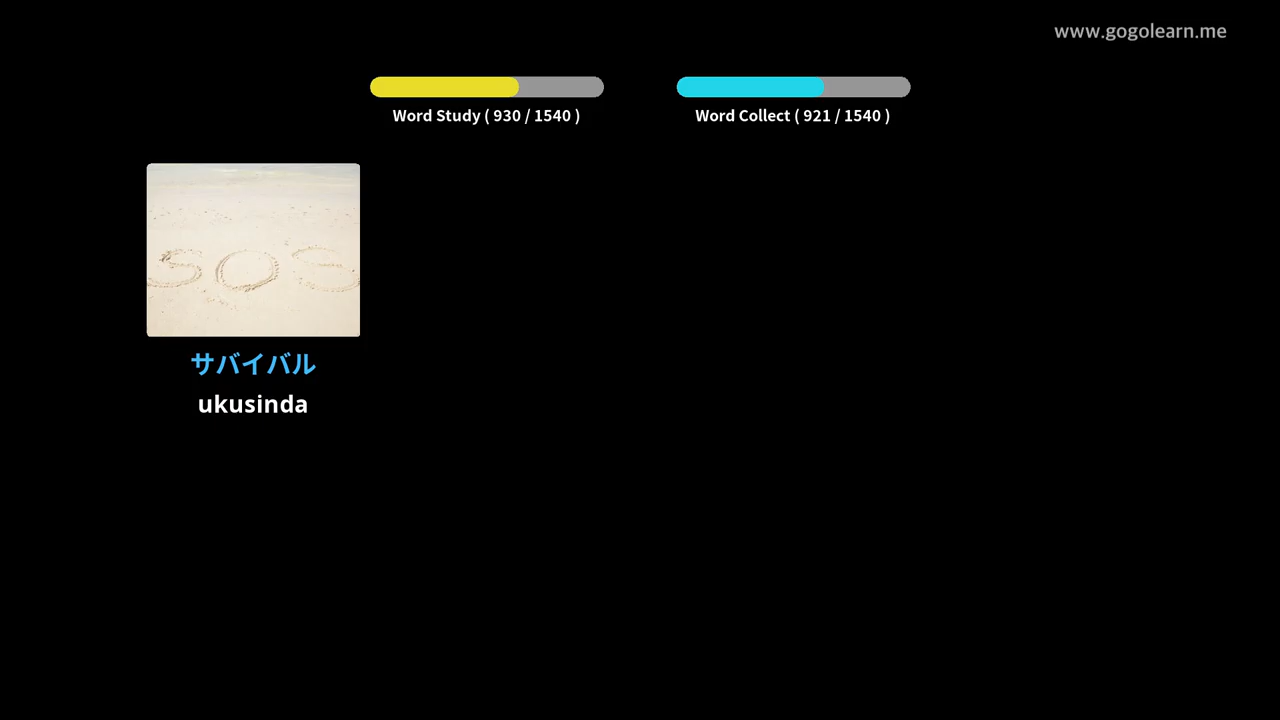 www.gogolearn.me
Word Study ( 930 / 1540 )
Word Collect ( 921 / 1540 )
SOS
サバイバル
ukusinda